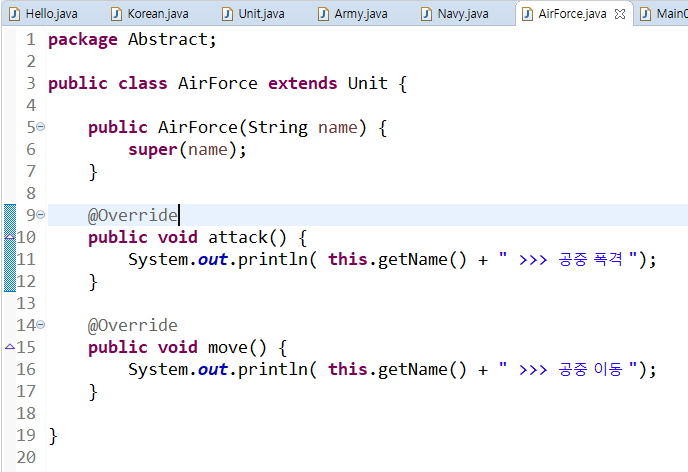 Hello.java Korean.java Unit.java Army.java Navy.java AirForce.java MainC
1 package Abstract;
2
3 public class AirForce extends Unit {
4
5 public AirForce(String name) {
6 super(name);
7 }
8
9 @Override
10 public void attack() {
11 System.out.println( this.getName() + " >>> 공중 폭격 ");
12 }
13
14 @Override
15 public void move() {
16 System.out.println( this.getName() + " >>> 공중 이동 ");
17 }
18
19 }
20